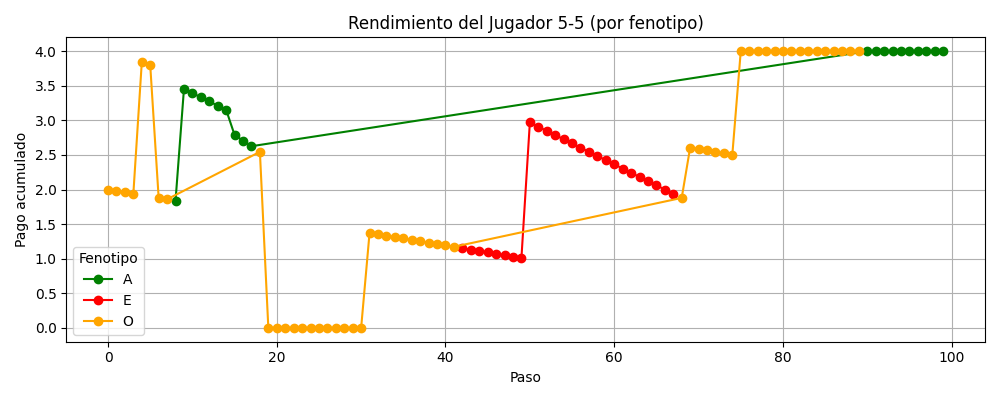 Rendimiento del Jugador 5-5 (por fenotipo)
Pago acumulado
4.0
3.5
3.0
2.5
2.0
1.5
1.0
0.5
0.0
Fenotipo
A
E
O
0
20
40
60
80
100
Paso